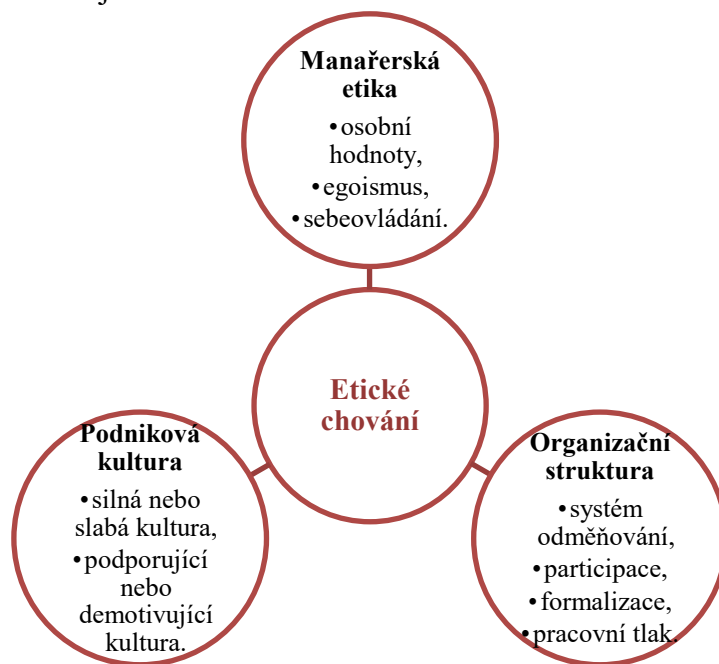 Manařerská
etika
•osobní
hodnoty,
•egoismus,
•sebeovládání.
Etické
chování
Podniková
kultura
•silná nebo
slabá kultura,
•podporující
nebo
demotivující
kultura.
Organizační
struktura
•systém
odměňování,
•participace,
•formalizace,
•pracovní tlak.